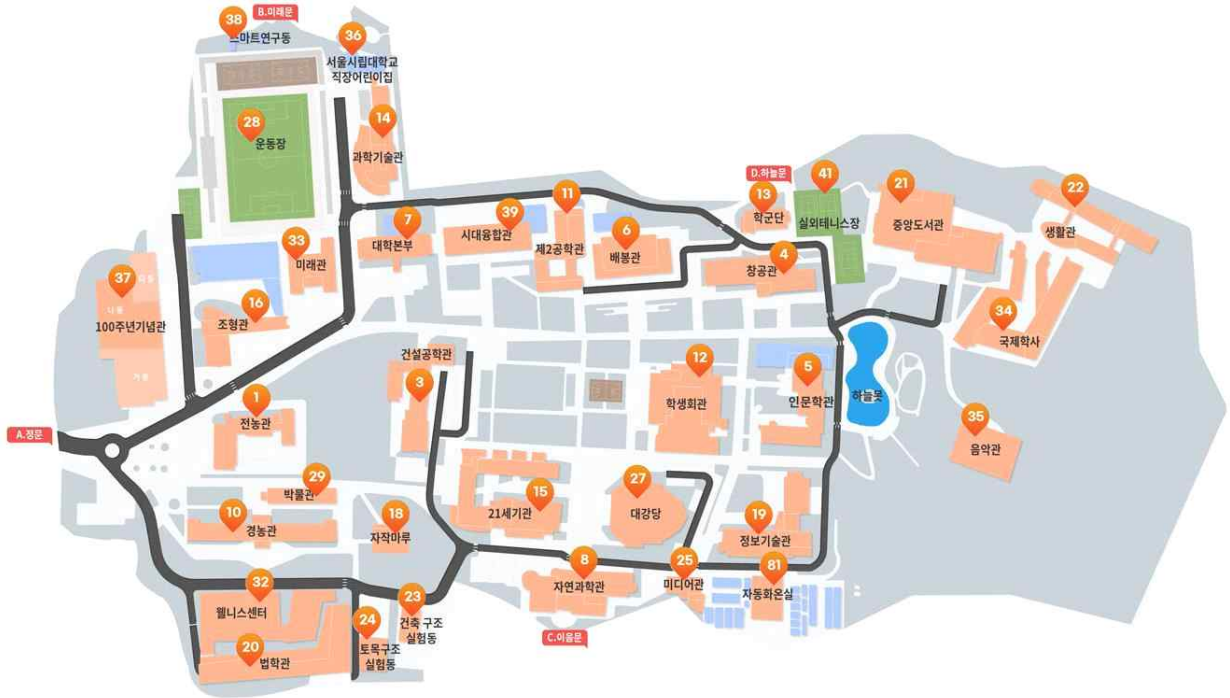 38
B.미래문
스마트연구동
36
서울시립대학교
직장어린이집
28
운동장
14
과학기술관
D.하늘문
41
13
학군단
실외테니스장
21
중앙도서관
22
생활관
11
39
시대융합관
제2공학관
7
대학본부
6
배봉관
4
창공관
33
미래관
37
다동
나동
100주년기념관
가동
16
조형관
34
국제학사
건설공학관
3
12
학생회관
5
인문학관
하늘못
1
전농관
A.정문
35
음악관
29
박물관
10
경농관
18
자작마루
15
21세기관
27
대강당
19
정보기술관
8
자연과학관
25
미디어관
81
자동화온실
32
웰니스센터
23
건축 구조
실험동
24
토목구조
실험동
20
법학관
C.이룸문